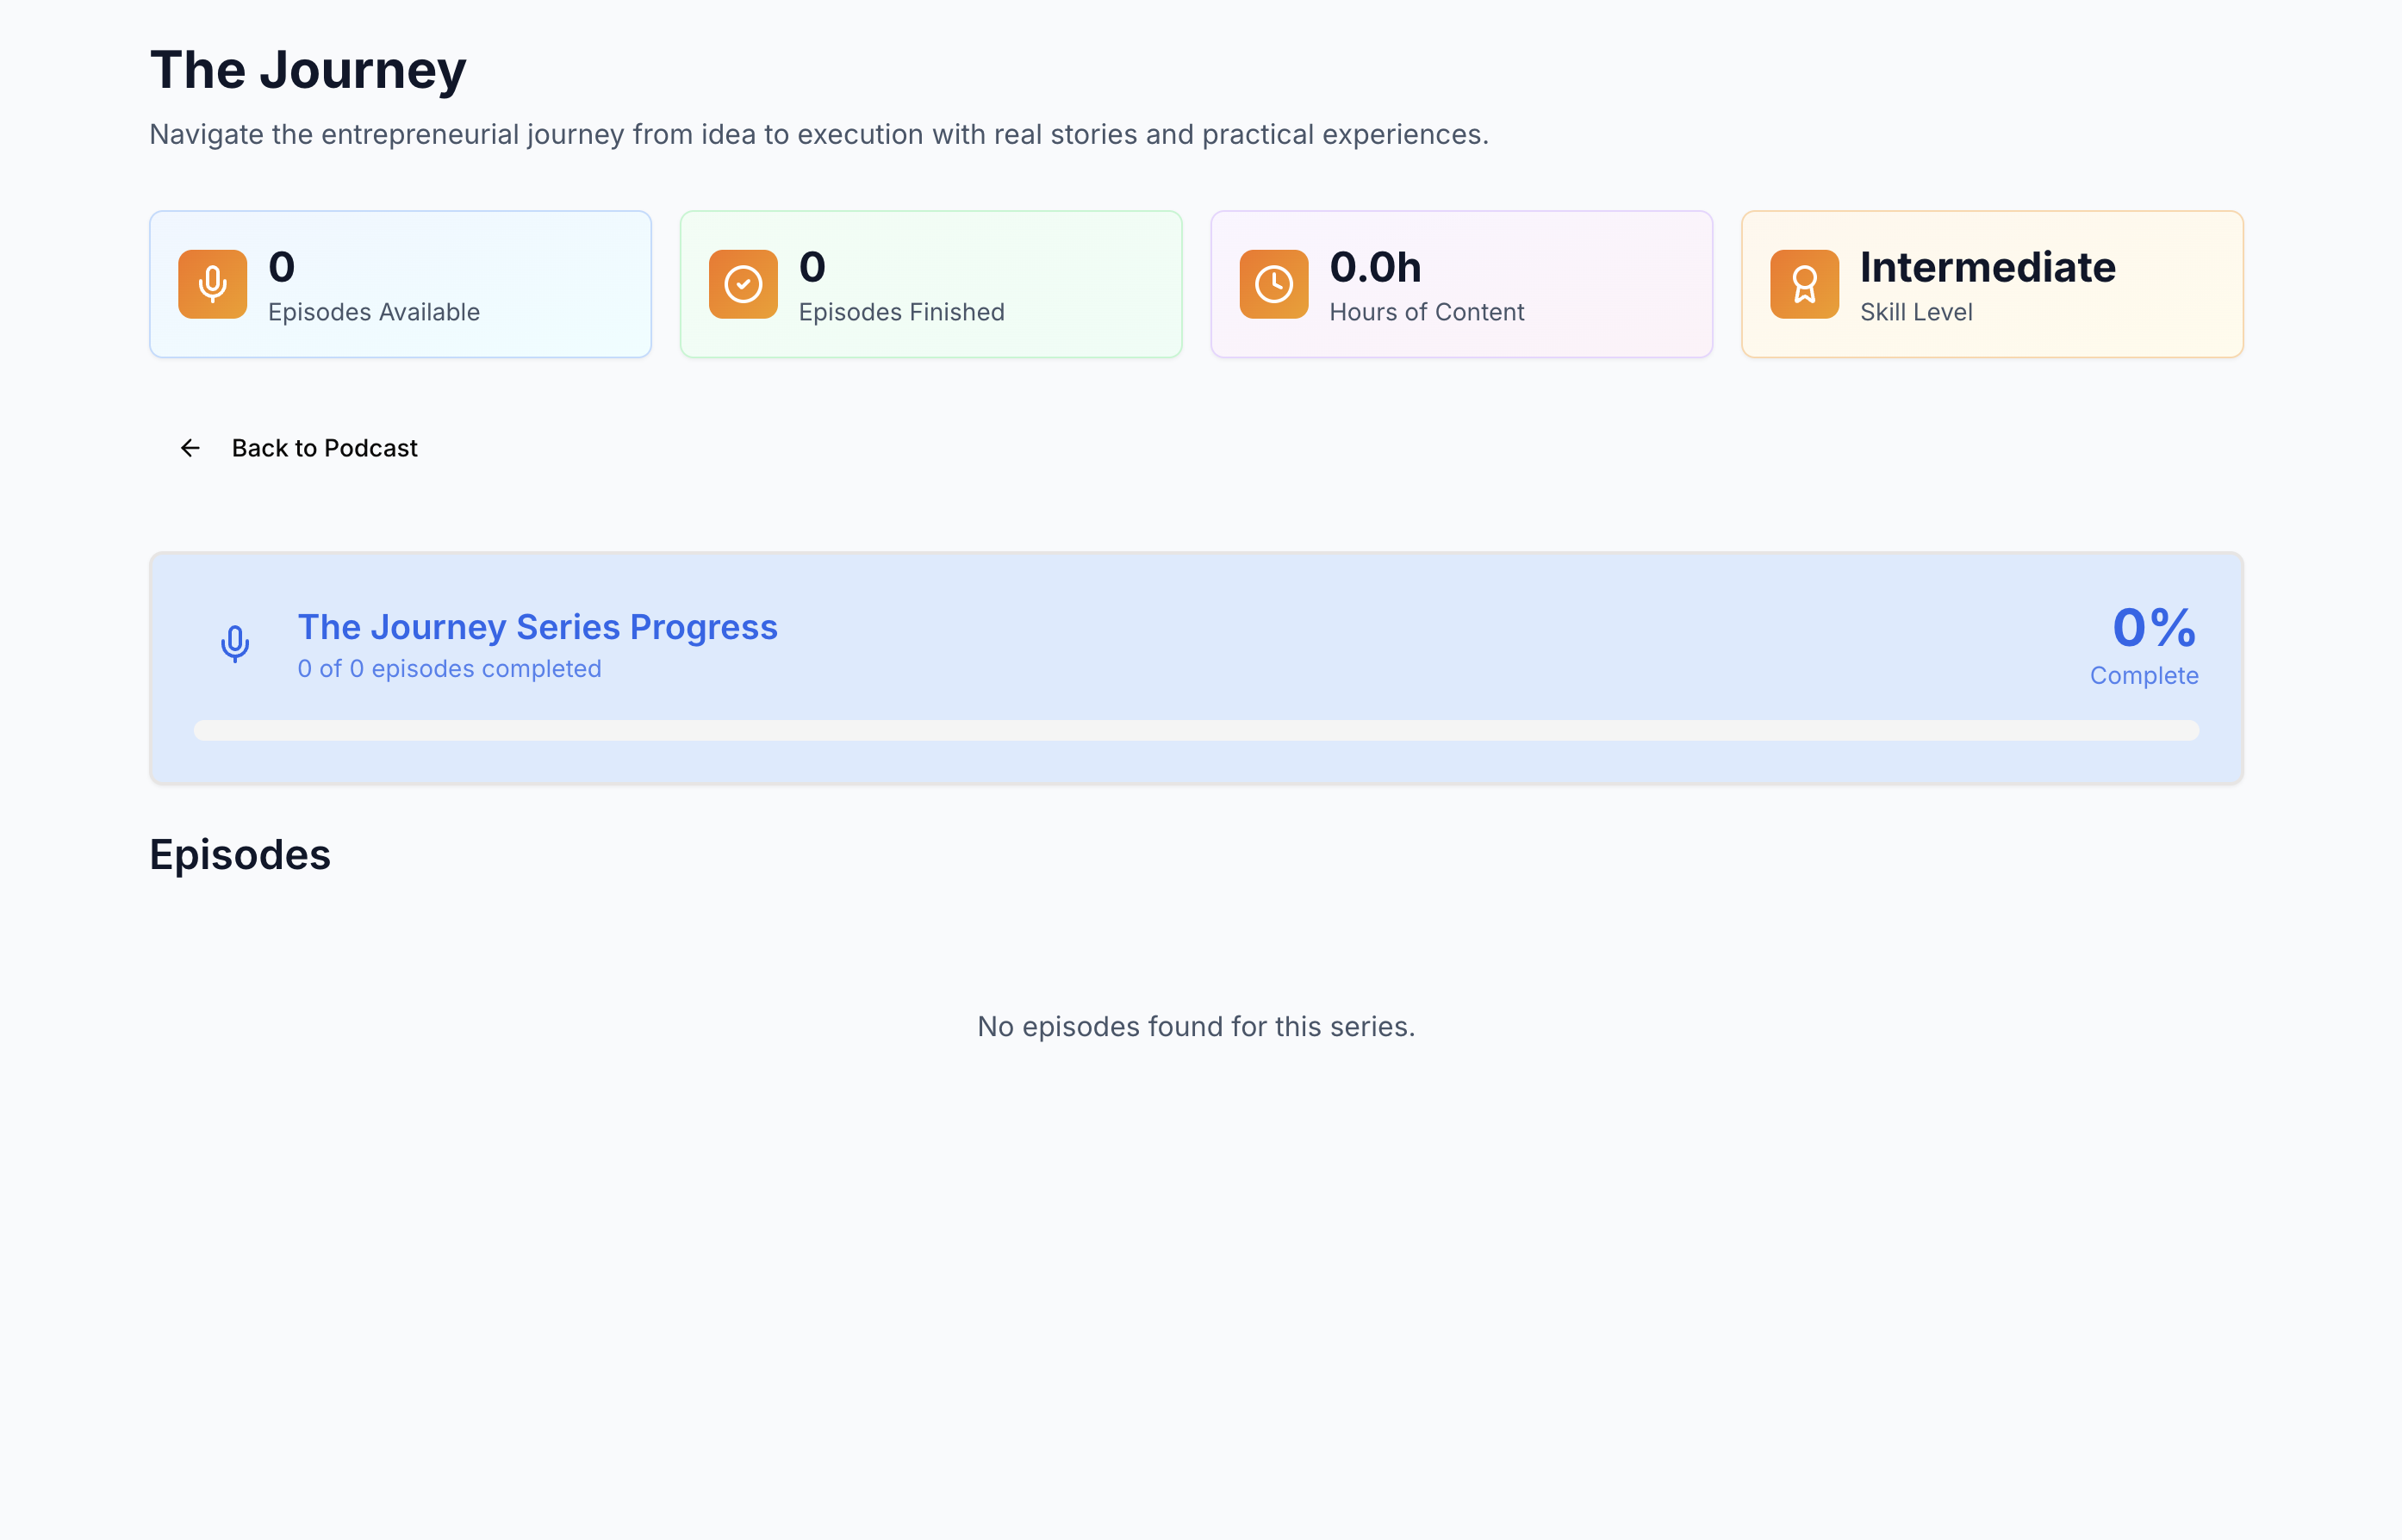 The Journey
Navigate the entrepreneurial journey from idea to execution with real stories and practical experiences.
0
Episodes Available
0
Episodes Finished
0.0h
Hours of Content
Intermediate
Skill Level
Back to Podcast
The Journey Series Progress
0 of 0 episodes completed
0%
Complete
Episodes
No episodes found for this series.